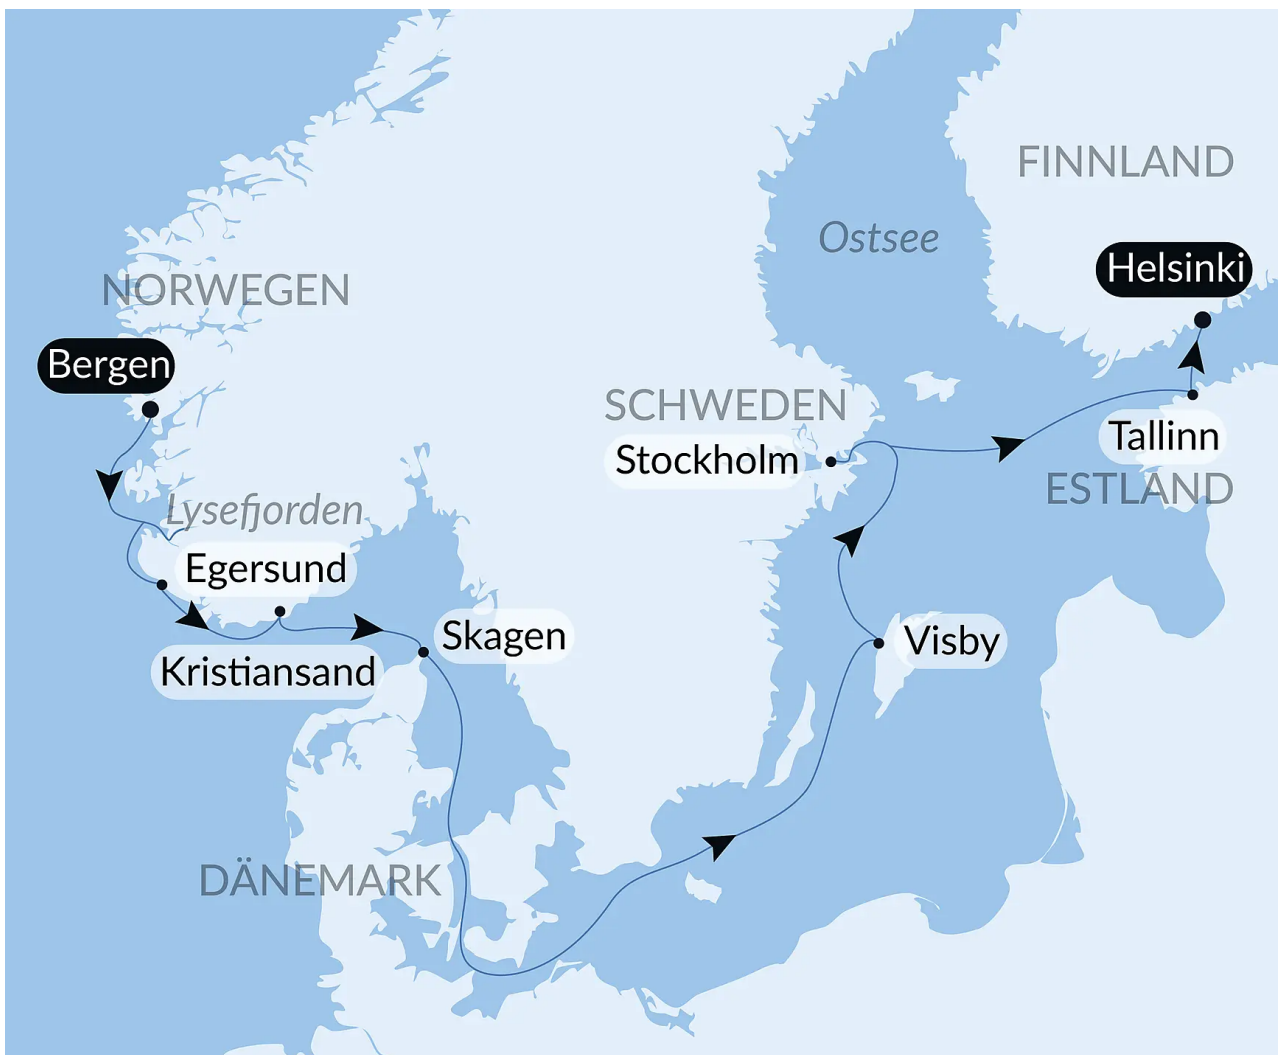 FINNLAND
Ostsee
Helsinki
NORWEGEN
Bergen
SCHWEDEN
Stockholm
Tallinn
ESTLAND
Lysefjorden
Egersund
Skagen
Visby
Kristiansand
DÄNEMARK